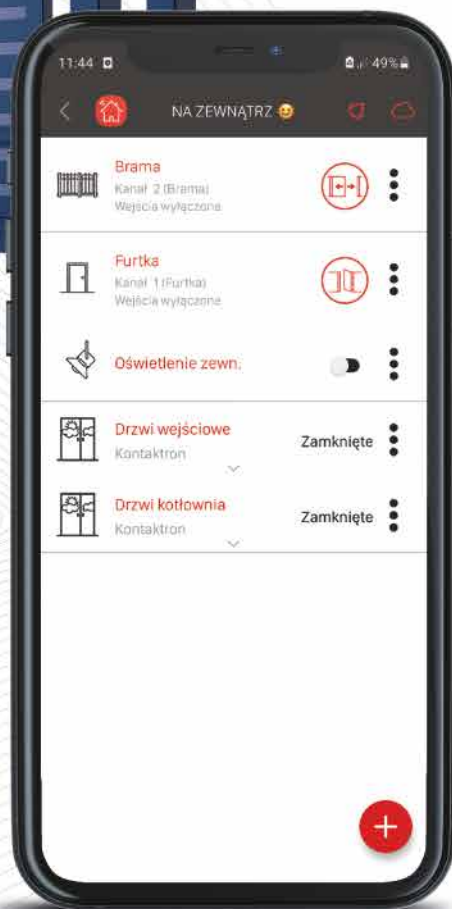 11:44
49%
NA ZEWNĄTRZ 😀
Brama
Kanał 2 (Brama)
Wejścia wyłączone
Furtka
Kanał 1 (Furtka)
Wejścia wyłączone
Oświetlenie zewn.
Drzwi wejściowe
Kontaktron
Zamknięte
Drzwi kotłownia
Kontaktron
Zamknięte